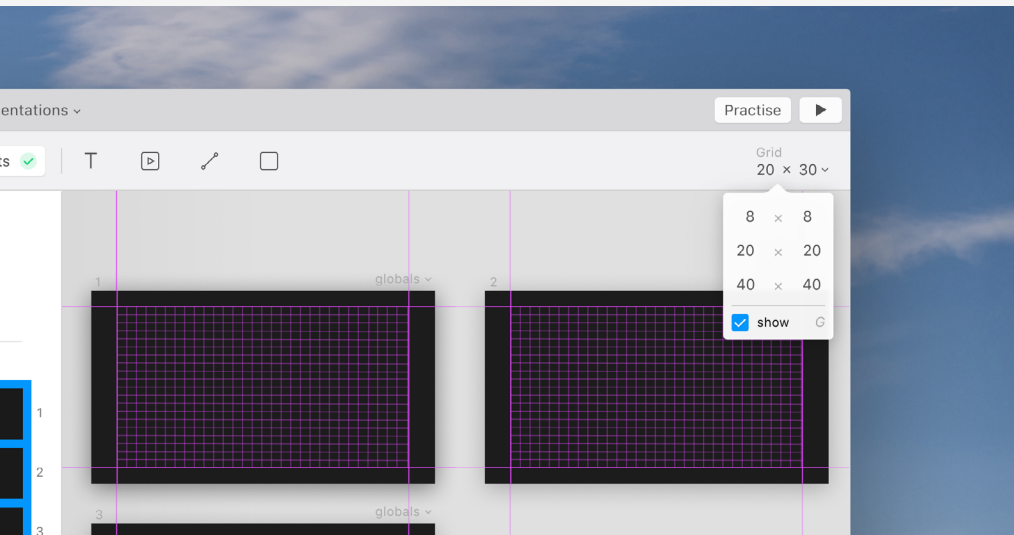 entations
Practise
ts
T
Grid
20 × 30
8 × 8
20 × 20
40 × 40
show G
1
globals
2
1
2
3
3
globals